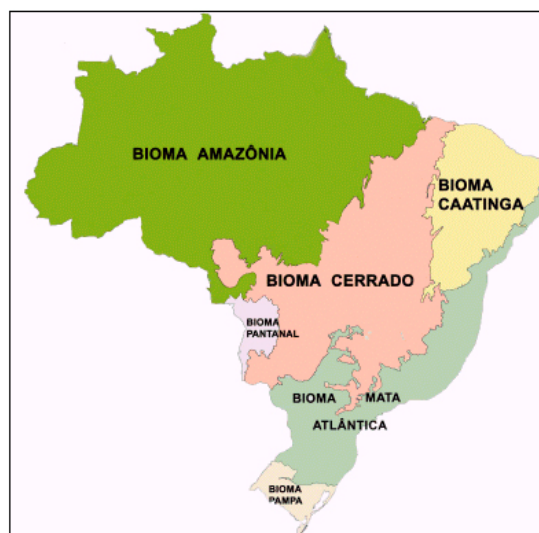 BIOMA AMAZÔNIA
BIOMA
CAATINGA
BIOMA CERRADO
BIOMA
PANTANAL
BIOMA MATA
ATLÂNTICA
BIOMA
PAMPA